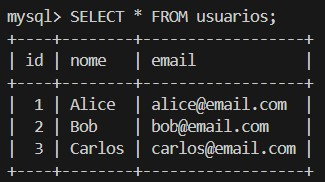 mysql> SELECT * FROM usuarios;
+----+--------+------------------+
| id | nome   | email            |
+----+--------+------------------+
|  1 | Alice  | alice@email.com  |
|  2 | Bob    | bob@email.com    |
|  3 | Carlos | carlos@email.com |
+----+--------+------------------+